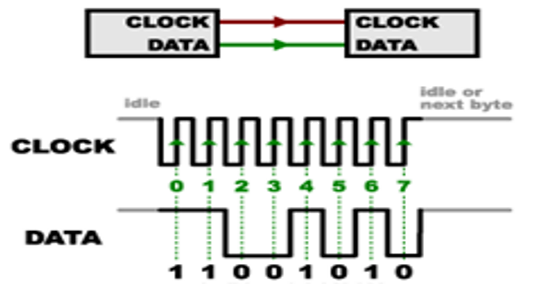 CLOCK CLOCK
DATA DATA
idle
idle or
next byte
CLOCK
0 1 2 3 4 5 6 7
DATA
1 1 0 0 1 0 1 0